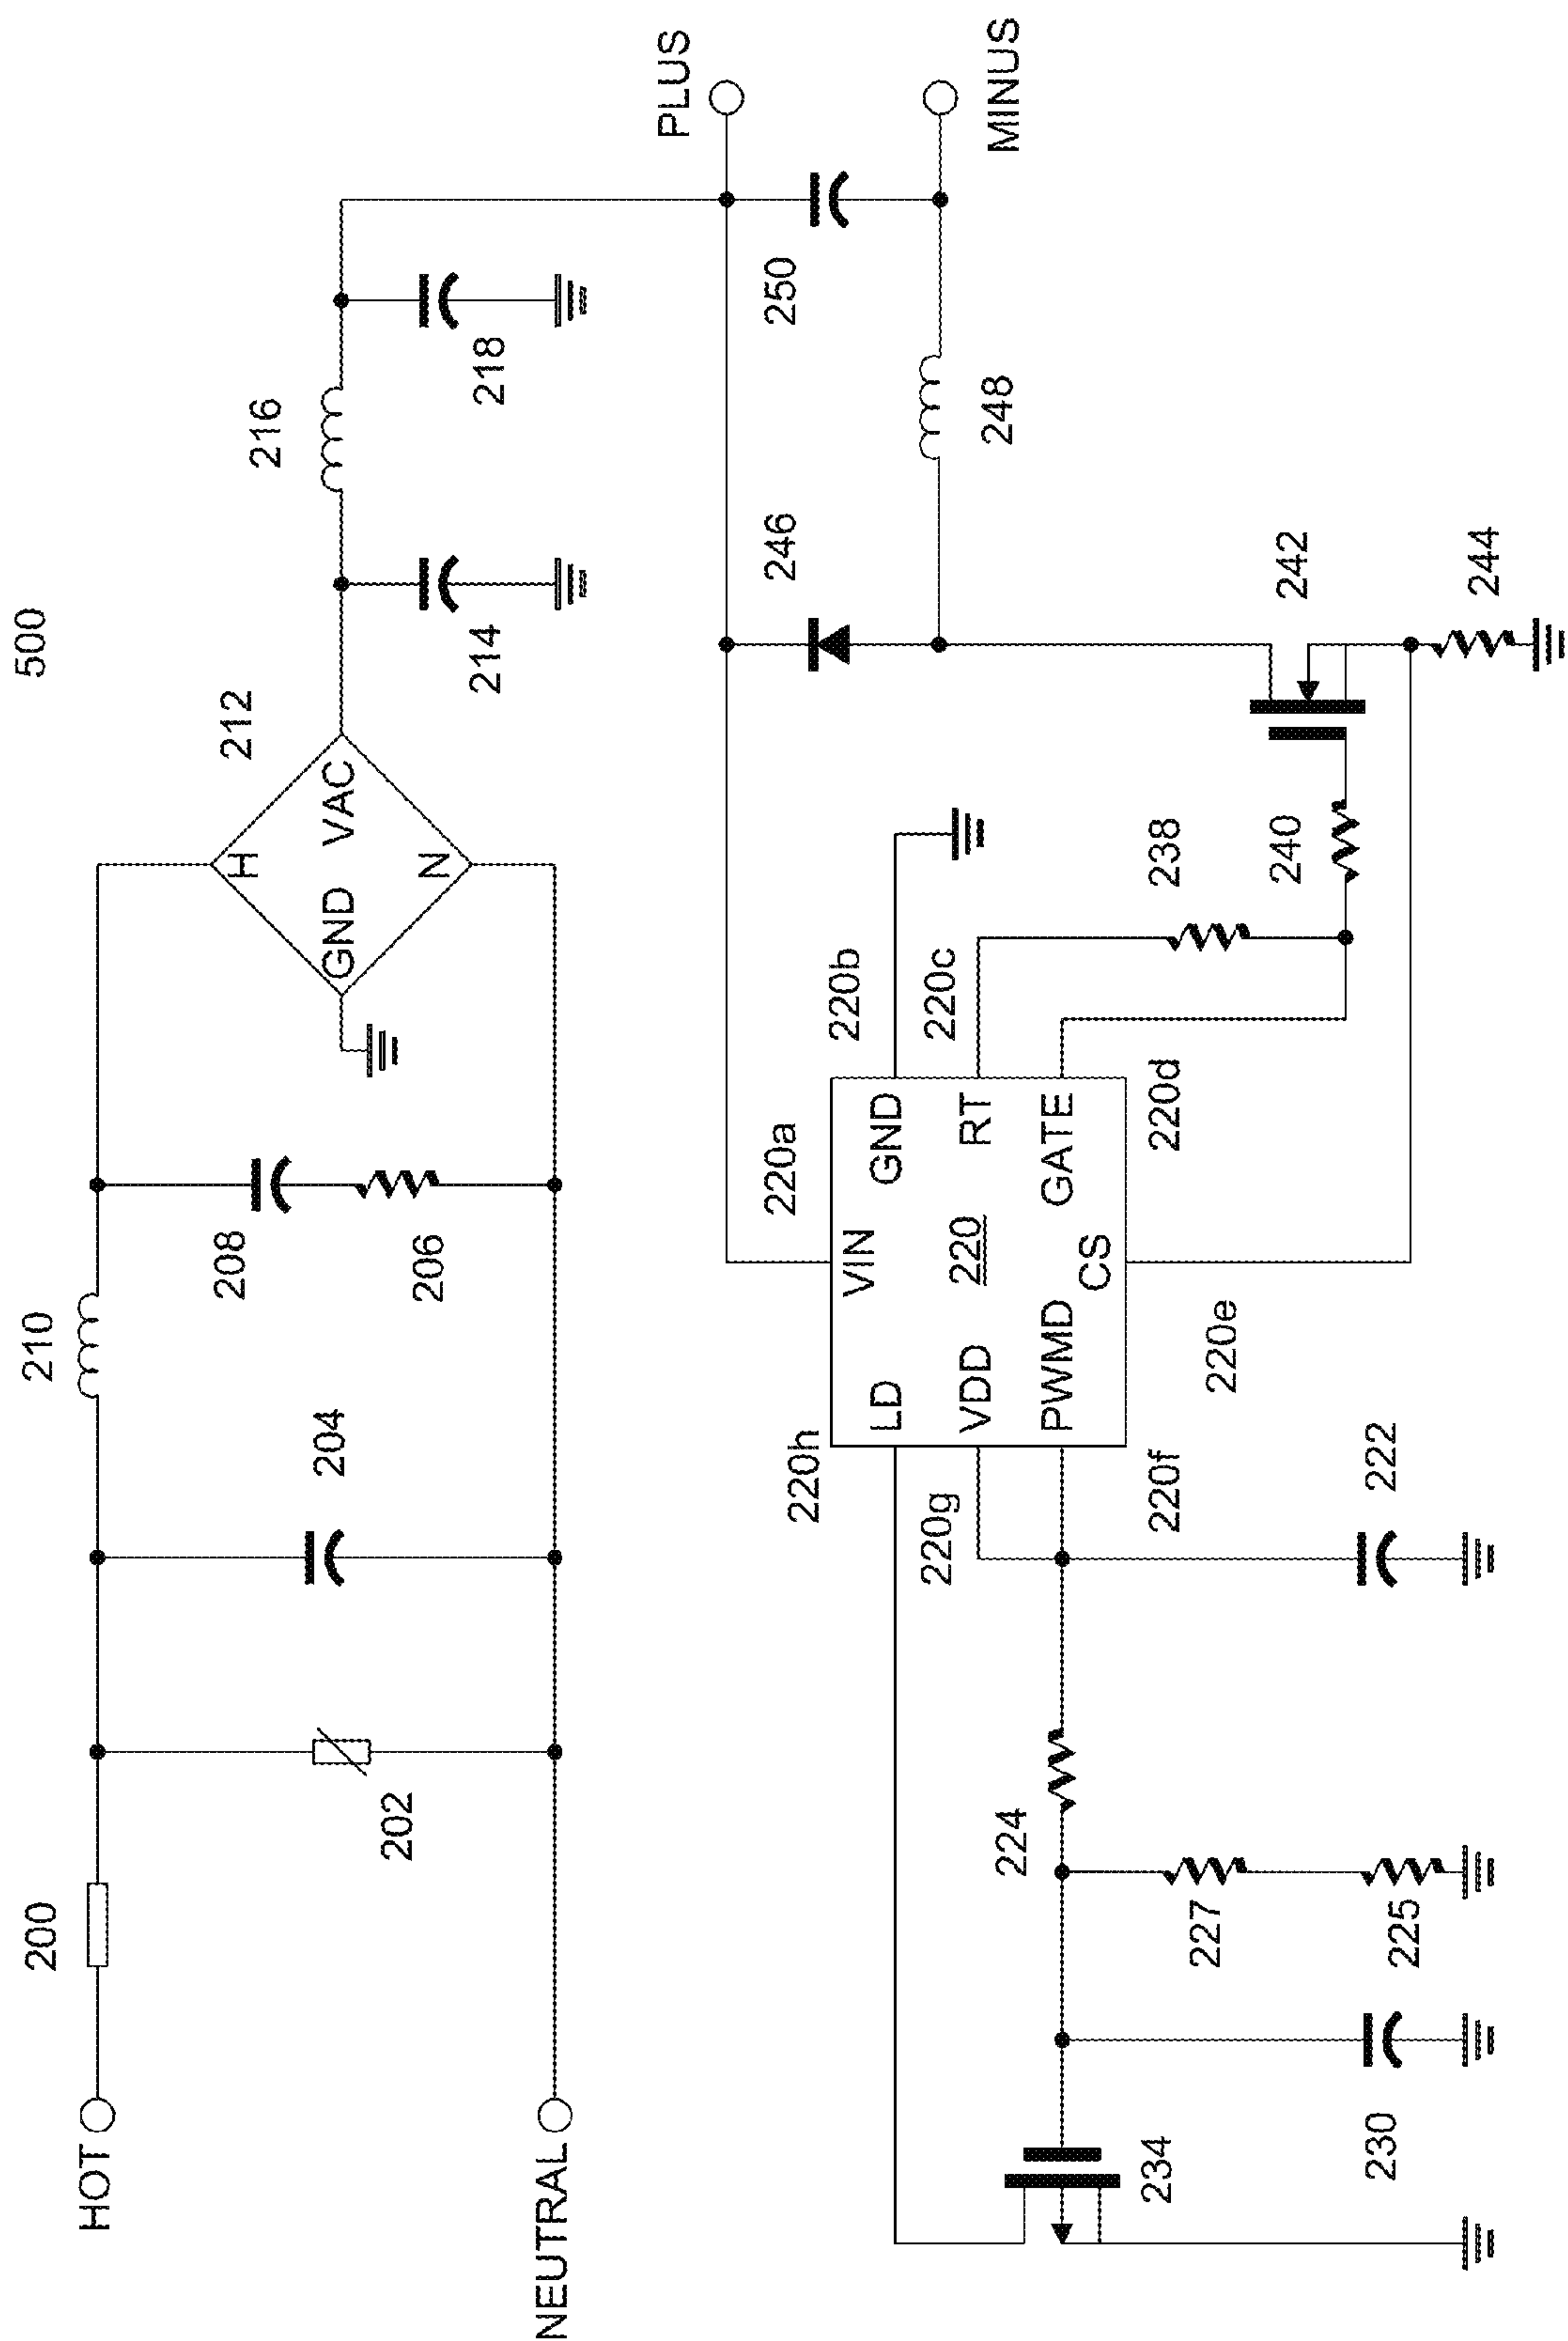 500
HOT
200
202
204
210
208
206
212
H
GND VAC
N
214
216
218
NEUTRAL
PLUS
MINUS
250
246
248
242
244
220a
220b
220c
220d
220e
220f
220g
220h
VIN
LD
GND
VDD
220
RT
PWMD
GATE
CS
238
240
222
224
227
225
230
234